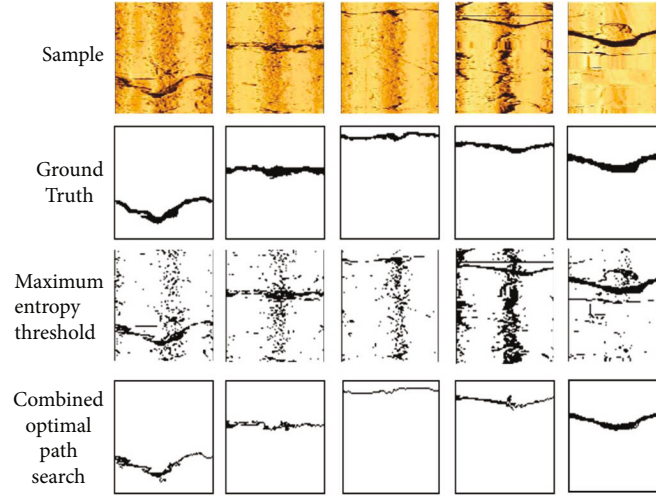 Sample
Ground
Truth
Maximum
entropy
threshold
Combined
optimal
path
search